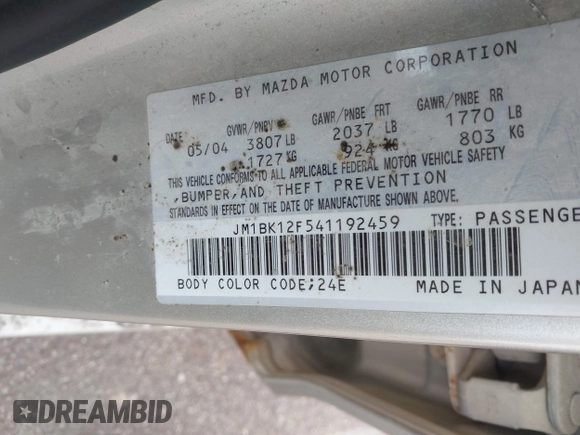 MFD. BY MAZDA MOTOR CORPORATION
DATE GVWR/PNBV GAWR/PNBE FRT GAWR/PNBE RR
05/04 3807 LB 2037 LB 1770 LB
1727 KG 924 KG 803 KG
THIS VEHICLE CONFORMS TO ALL APPLICABLE FEDERAL MOTOR VEHICLE SAFETY
,BUMPER,AND THEFT PREVENTION
STANDARDS IN EFFECT ON THE DATE OF MANUFACTURE SHOWN ABOVE.
JM1BK12F541192459 TYPE: PASSENGE
BODY COLOR CODE;24E MADE IN JAPAN
DREAMBID